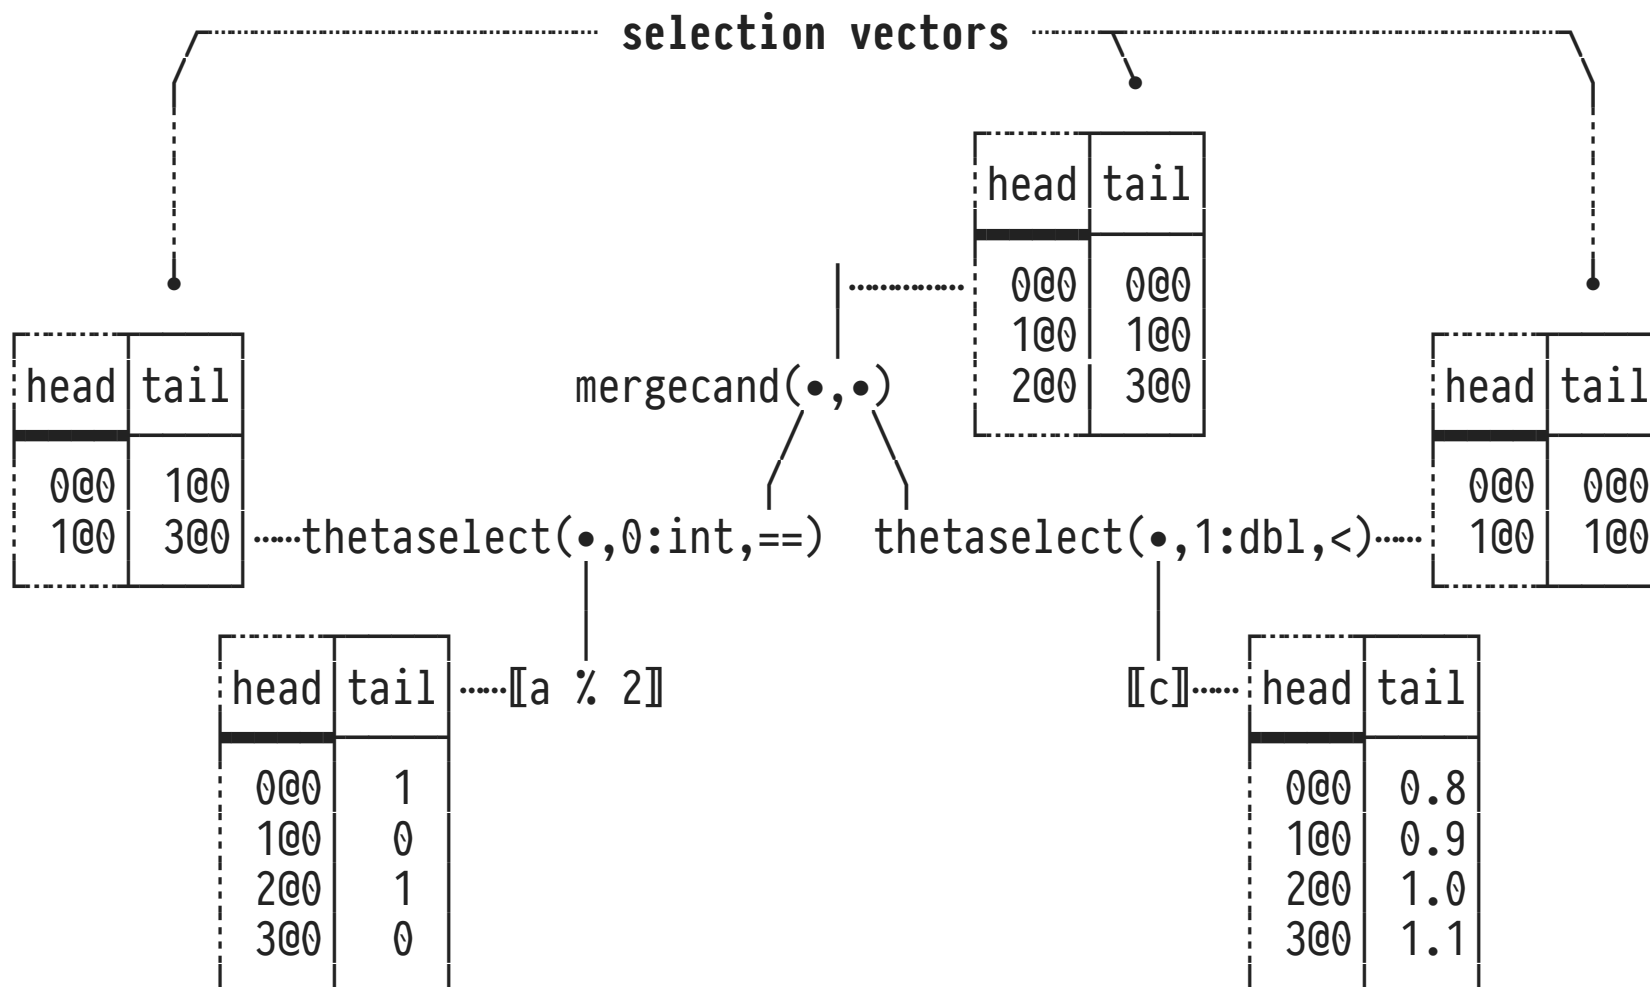 selection vectors
head tail
0@0 0@0
1@0 1@0
2@0 3@0
head tail
0@0 1@0
1@0 3@0
mergecand(•,•)
head tail
0@0 0@0
1@0 1@0
thetaselect(•,0:int,==)
thetaselect(•,1:dbl,<)
head tail
0@0 1
1@0 0
2@0 1
3@0 0
⟦a % 2⟧
⟦c⟧
head tail
0@0 0.8
1@0 0.9
2@0 1.0
3@0 1.1